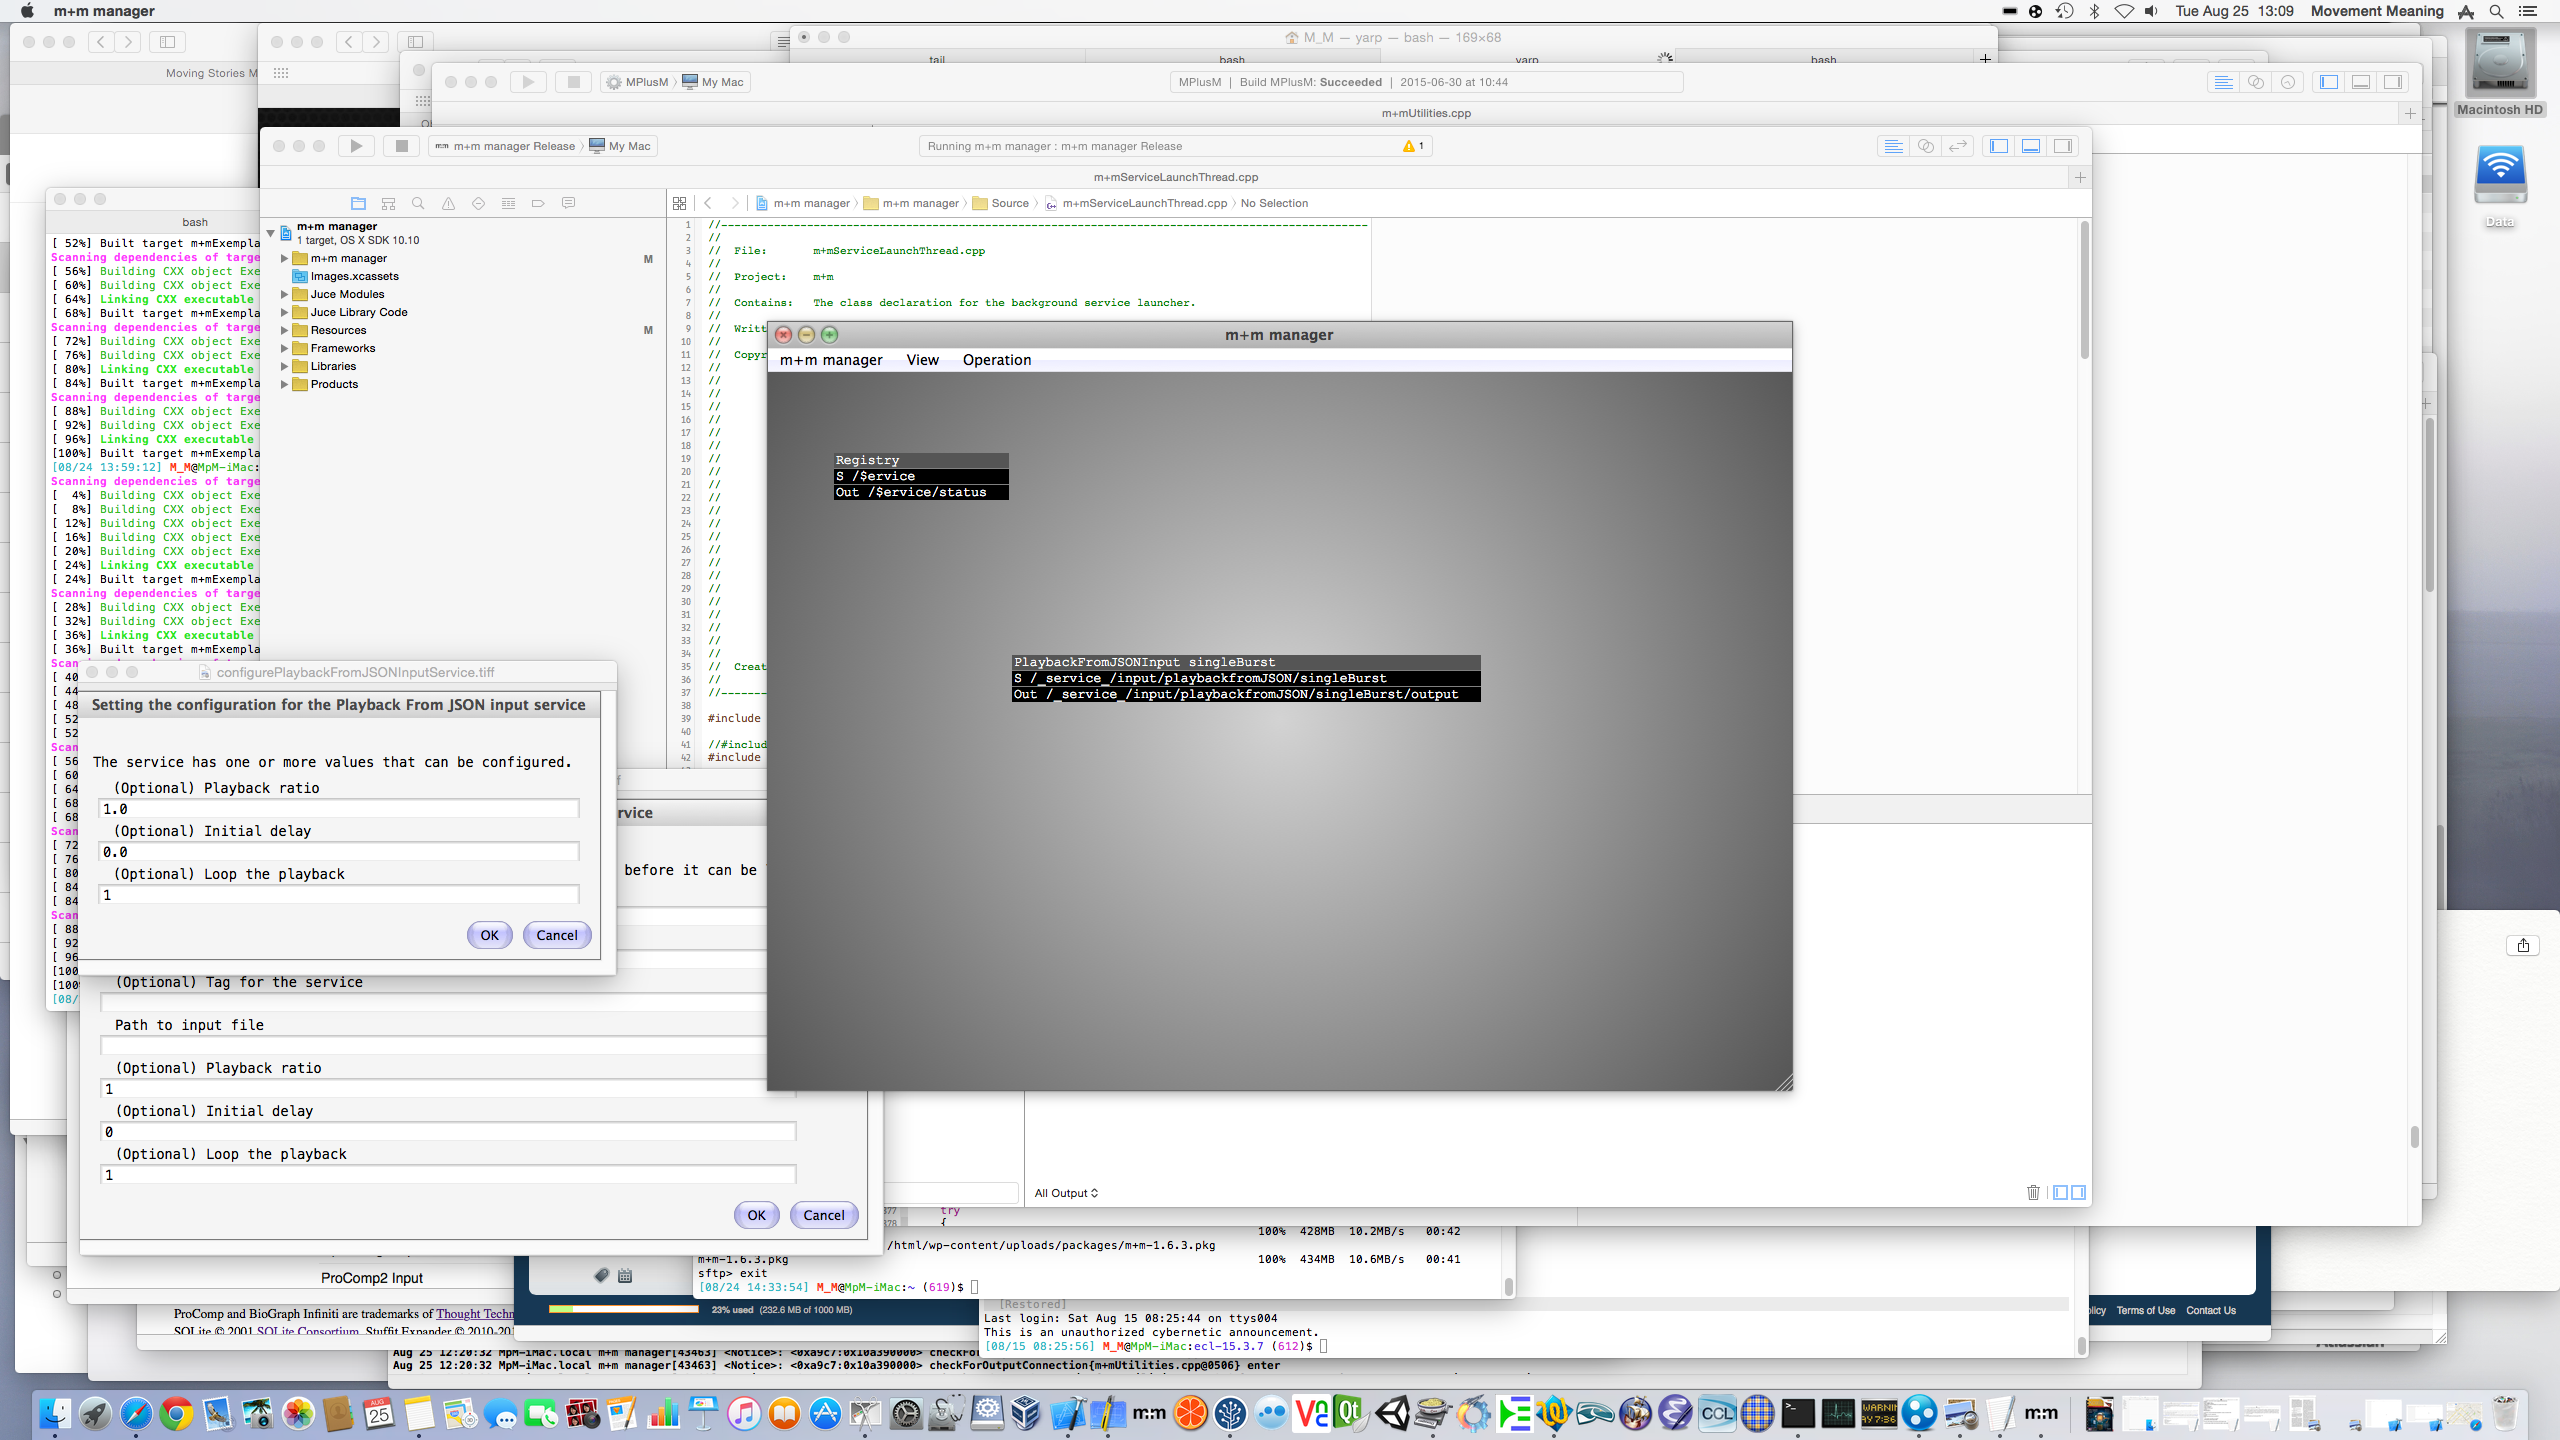 m+m manager
Tue Aug 25 13:09 Movement Meaning
Moving Stories M
M_M — yarp — bash — 169×68
tail bash yarp bash
MPlusM My Mac
MPlusM | Build MPlusM: Succeeded | 2015-06-30 at 10:44
m+mUtilities.cpp
m+m manager Release My Mac
Running m+m manager : m+m manager Release
1
m+mServiceLaunchThread.cpp
m+m manager m+m manager Source m+mServiceLaunchThread.cpp No Selection
Macintosh HD
Data
m+m manager
1 target, OS X SDK 10.10
m+m manager M
Images.xcassets
Juce Modules
Juce Library Code
Resources M
Frameworks
Libraries
Products
bash
[ 52%] Built target m+mExempla
Scanning dependencies of targe
[ 56%] Building CXX object Exe
[ 60%] Building CXX object Exe
[ 64%] Linking CXX executable
[ 68%] Built target m+mExempla
Scanning dependencies of targe
[ 72%] Building CXX object Exe
[ 76%] Building CXX object Exe
[ 80%] Linking CXX executable
[ 84%] Built target m+mExempla
Scanning dependencies of targe
[ 88%] Building CXX object Exe
[ 92%] Building CXX object Exe
[ 96%] Linking CXX executable
[100%] Built target m+mExempla
[08/24 13:59:12] M_M@MpM-iMac:
Scanning dependencies of targe
[ 4%] Building CXX object Exe
[ 8%] Building CXX object Exe
[ 12%] Building CXX object Exe
[ 16%] Building CXX object Exe
[ 20%] Building CXX object Exe
[ 24%] Linking CXX executable
[ 24%] Built target m+mExempla
Scanning dependencies of targe
[ 28%] Building CXX object Exe
[ 32%] Building CXX object Exe
[ 36%] Linking CXX executable
[ 36%] Built target m+mExempla
// File: m+mServiceLaunchThread.cpp
// Project: m+m
// Contains: The class declaration for the background service launcher.
// Writt
// Copyr
// Creat
#include
//#includ
#include
m+m manager
m+m manager View Operation
Registry
S /$ervice
Out /$ervice/status
PlaybackFromJSONInput singleBurst
S /_service_/input/playbackfromJSON/singleBurst
Out /_service_/input/playbackfromJSON/singleBurst/output
configurePlaybackFromJSONInputService.tiff
Setting the configuration for the Playback From JSON input service
The service has one or more values that can be configured.
(Optional) Playback ratio
1.0
(Optional) Initial delay
0.0
(Optional) Loop the playback
1
OK Cancel
rvice
before it can be
(Optional) Tag for the service
Path to input file
(Optional) Playback ratio
1
(Optional) Initial delay
0
(Optional) Loop the playback
1
OK Cancel
All Output
377 try
378 {
100% 428MB 10.2MB/s 00:42
/html/wp-content/uploads/packages/m+m-1.6.3.pkg
m+m-1.6.3.pkg 100% 434MB 10.6MB/s 00:41
sftp> exit
[08/24 14:33:54] M_M@MpM-iMac:~ (619)$
ProComp2 Input
23% used (232.6 MB of 1000 MB)
ProComp and BioGraph Infiniti are trademarks of Thought Techn
SQLite © 2001 SQLite Consortium. Stuffit Expander © 2010-201
[Restored]
Last login: Sat Aug 15 08:25:44 on ttys004
This is an unauthorized cybernetic announcement.
[08/15 08:25:56] M_M@MpM-iMac:ecl-15.3.7 (612)$
olicy Terms of Use Contact Us
Aug 25 12:20:32 MpM-iMac.local m+m manager[43463] <Notice>: <0xa9c7:0x10a390000> checkForO
Aug 25 12:20:32 MpM-iMac.local m+m manager[43463] <Notice>: <0xa9c7:0x10a390000> checkForOutputConnection{m+mUtilities.cpp@0506} enter
AUG
25
m:m
CCL
m:m